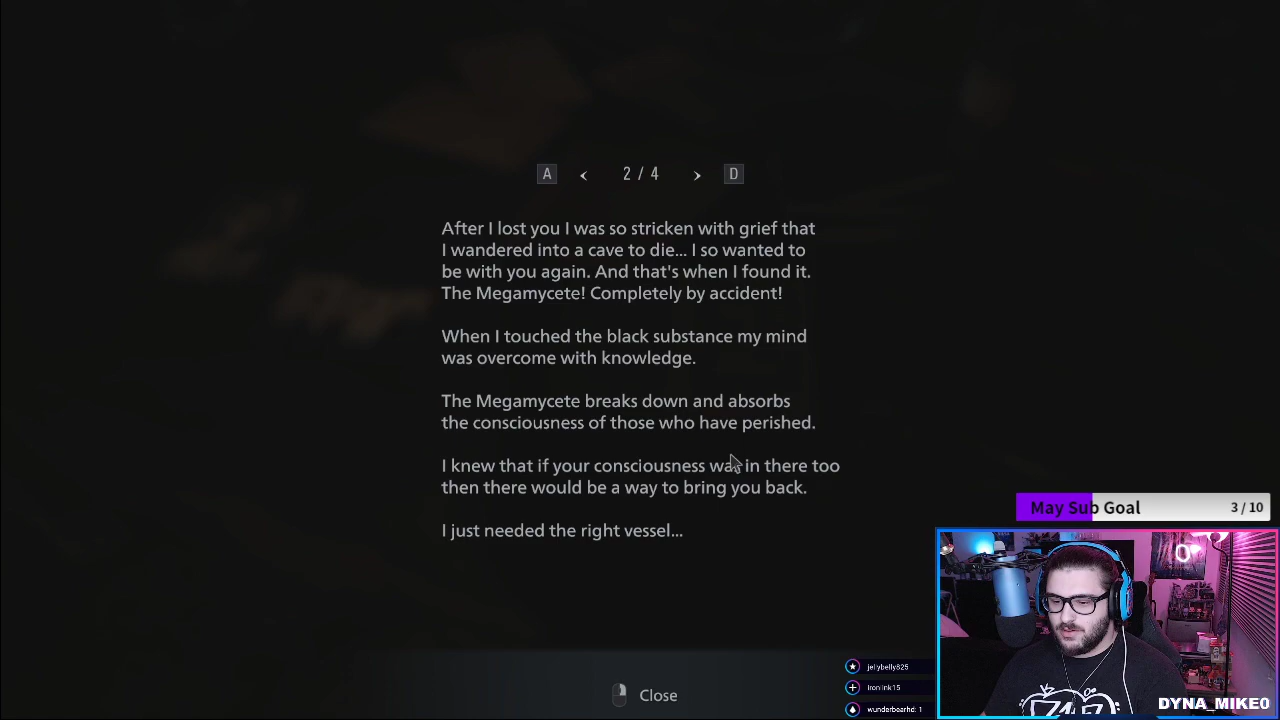 A
2 / 4
D
After I lost you I was so stricken with grief that
I wandered into a cave to die... I so wanted to
be with you again. And that's when I found it.
The Megamycete! Completely by accident!
When I touched the black substance my mind
was overcome with knowledge.
The Megamycete breaks down and absorbs
the consciousness of those who have perished.
I knew that if your consciousness was in there too
then there would be a way to bring you back.
I just needed the right vessel...
May Sub Goal
3 / 10
jellybelly825
wunderbearhd: 1
Close
DYNA_MIKE0